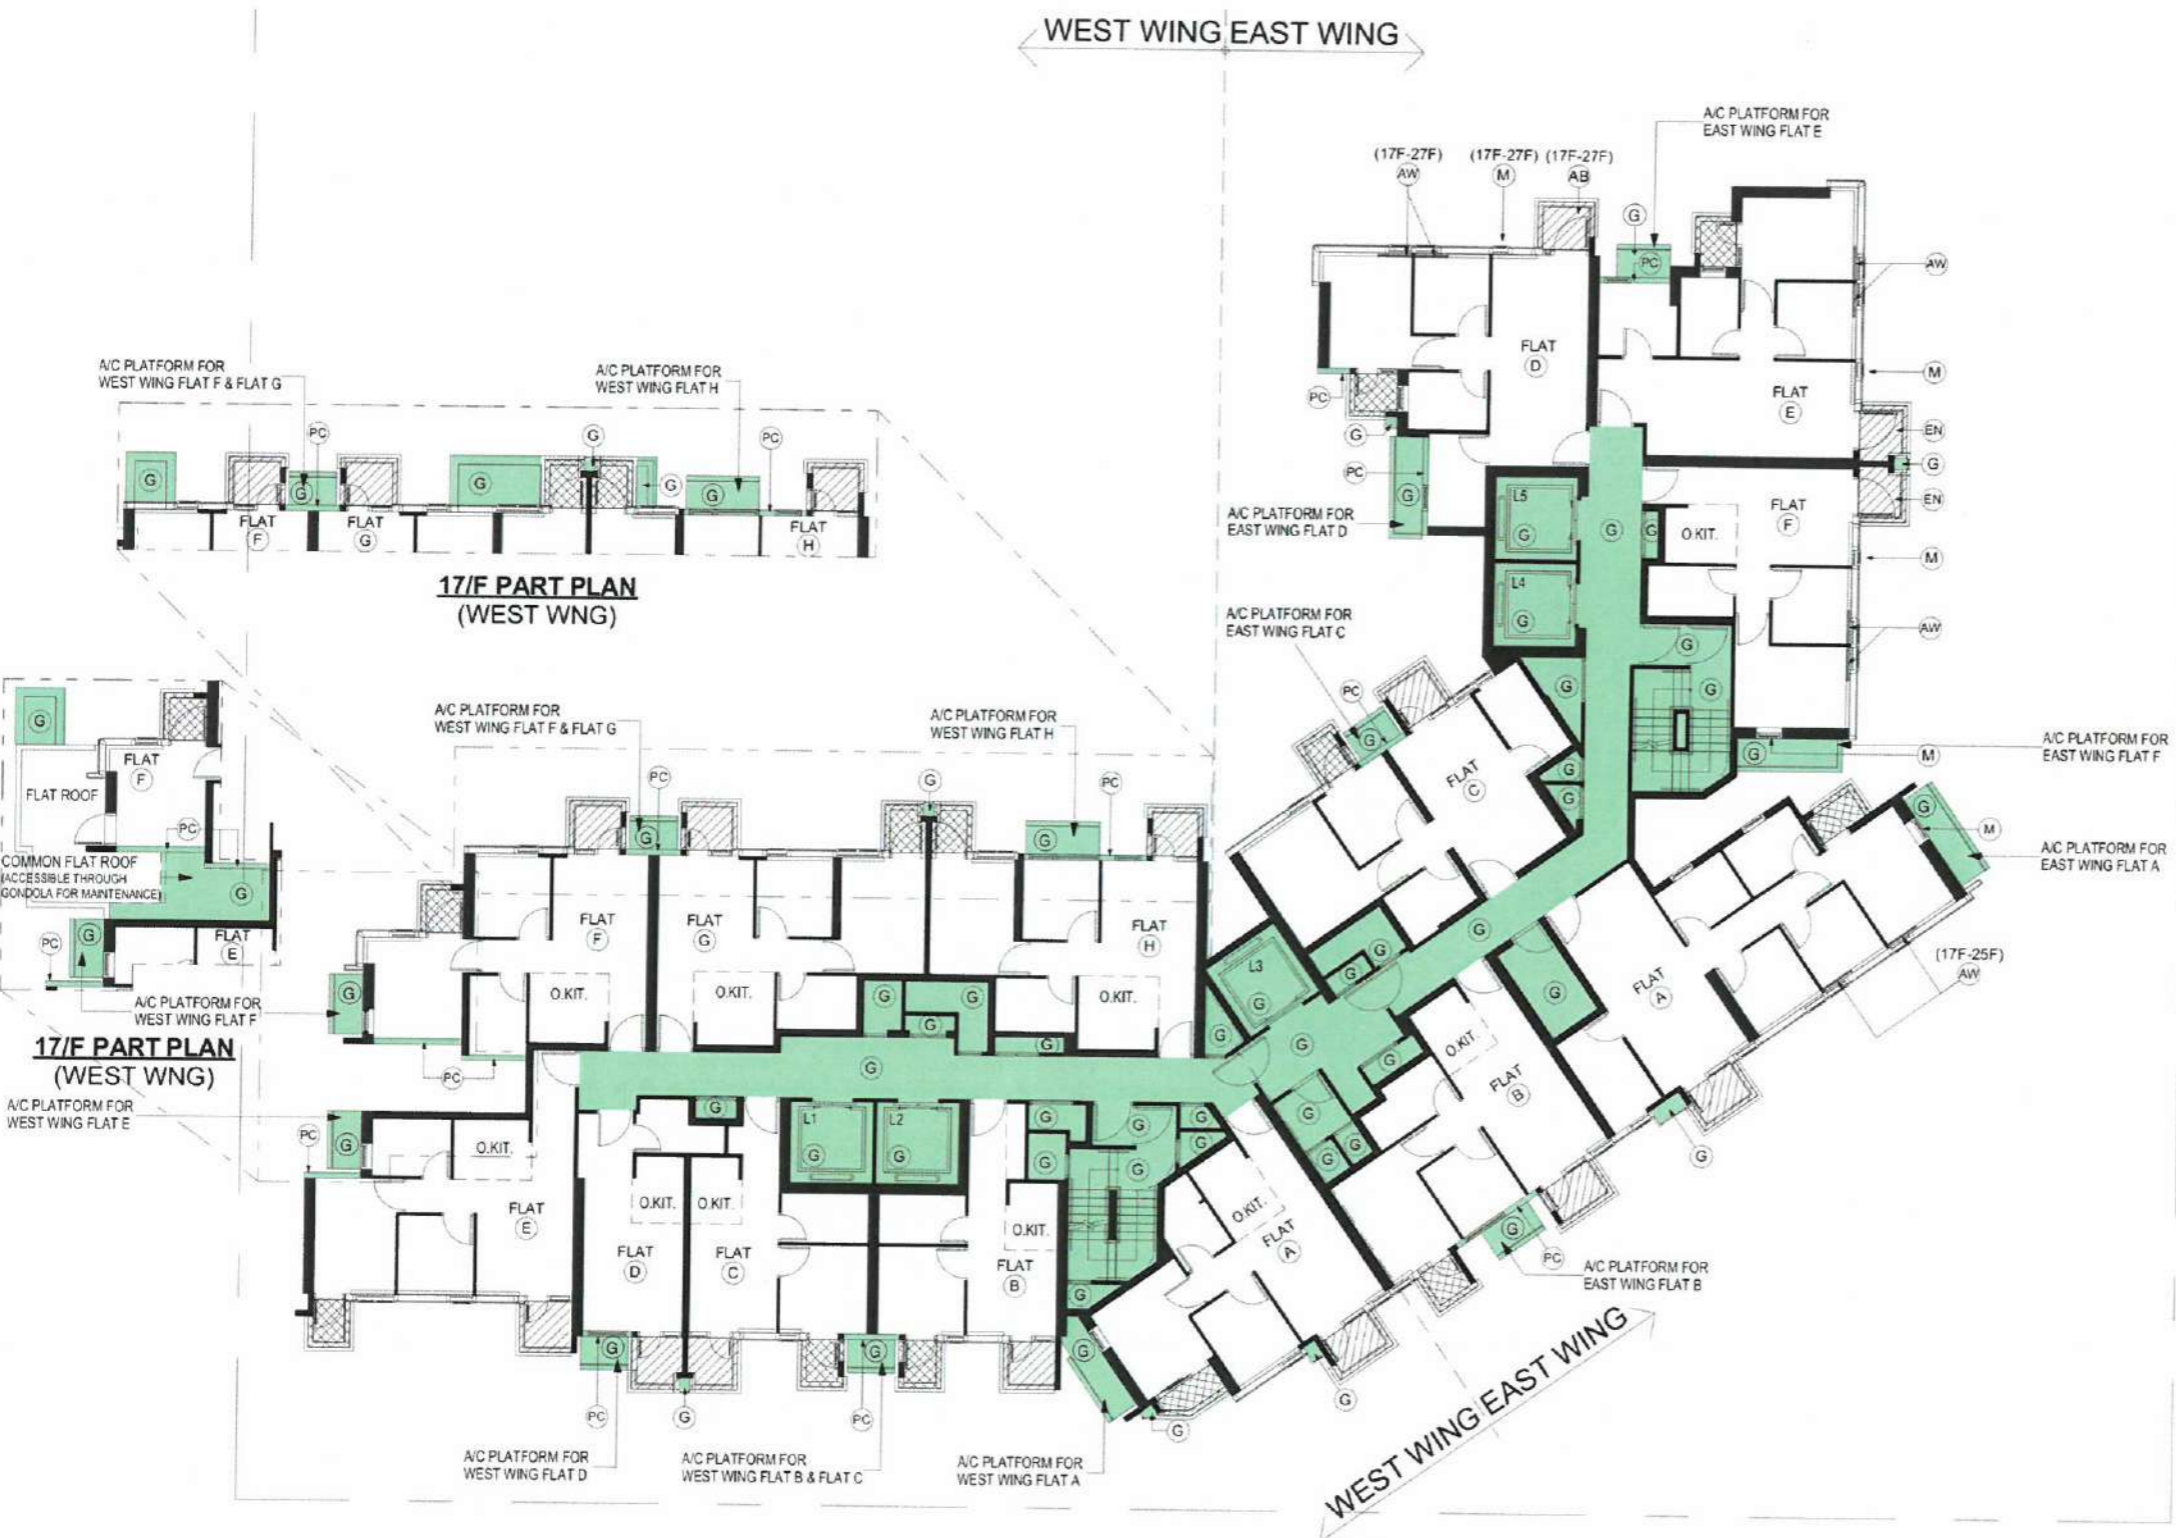 WEST WING EAST WING
A/C PLATFORM FOR
EAST WING FLAT E
(17F-27F)
AW
(17F-27F)
M
(17F-27F)
AB
G
PC
AW
M
EN
G
EN
M
AW
FLAT
D
FLAT
E
FLAT
F
O.KIT.
PC
G
PC
G
A/C PLATFORM FOR
EAST WING FLAT D
L5
G
L4
G
G
G
G
G
G
G
M
A/C PLATFORM FOR
EAST WING FLAT F
A/C PLATFORM FOR
WEST WING FLAT F & FLAT G
A/C PLATFORM FOR
WEST WING FLAT H
G
PC
G
G
G
G
G
PC
FLAT
F
FLAT
G
FLAT
H
17/F PART PLAN
(WEST WNG)
A/C PLATFORM FOR
EAST WING FLAT C
PC
G
FLAT
C
G
G
G
M
A/C PLATFORM FOR
EAST WING FLAT A
(17F-25F)
AW
FLAT
A
G
G
G
G
L3
G
G
G
G
O.KIT.
FLAT
B
G
G
G
G
G
G
PC
A/C PLATFORM FOR
EAST WING FLAT B
G
FLAT
F
FLAT ROOF
PC
COMMON FLAT ROOF
(ACCESSIBLE THROUGH
GONDOLA FOR MAINTENANCE)
G
G
PC
FLAT
E
A/C PLATFORM FOR
WEST WING FLAT F
17/F PART PLAN
(WEST WNG)
A/C PLATFORM FOR
WEST WING FLAT F & FLAT G
A/C PLATFORM FOR
WEST WING FLAT H
PC
G
G
G
PC
FLAT
F
O.KIT.
FLAT
G
O.KIT.
FLAT
H
O.KIT.
G
PC
G
G
G
G
G
A/C PLATFORM FOR
WEST WING FLAT E
PC
G
O.KIT.
FLAT
E
G
O.KIT.
O.KIT.
FLAT
D
FLAT
C
L1
G
L2
G
G
G
G
G
G
G
G
O.KIT.
FLAT
B
O.KIT.
FLAT
A
G
G
G
G
PC
G
G
PC
G
G
A/C PLATFORM FOR
WEST WING FLAT D
A/C PLATFORM FOR
WEST WING FLAT B & FLAT C
A/C PLATFORM FOR
WEST WING FLAT A
WEST WING EAST WING